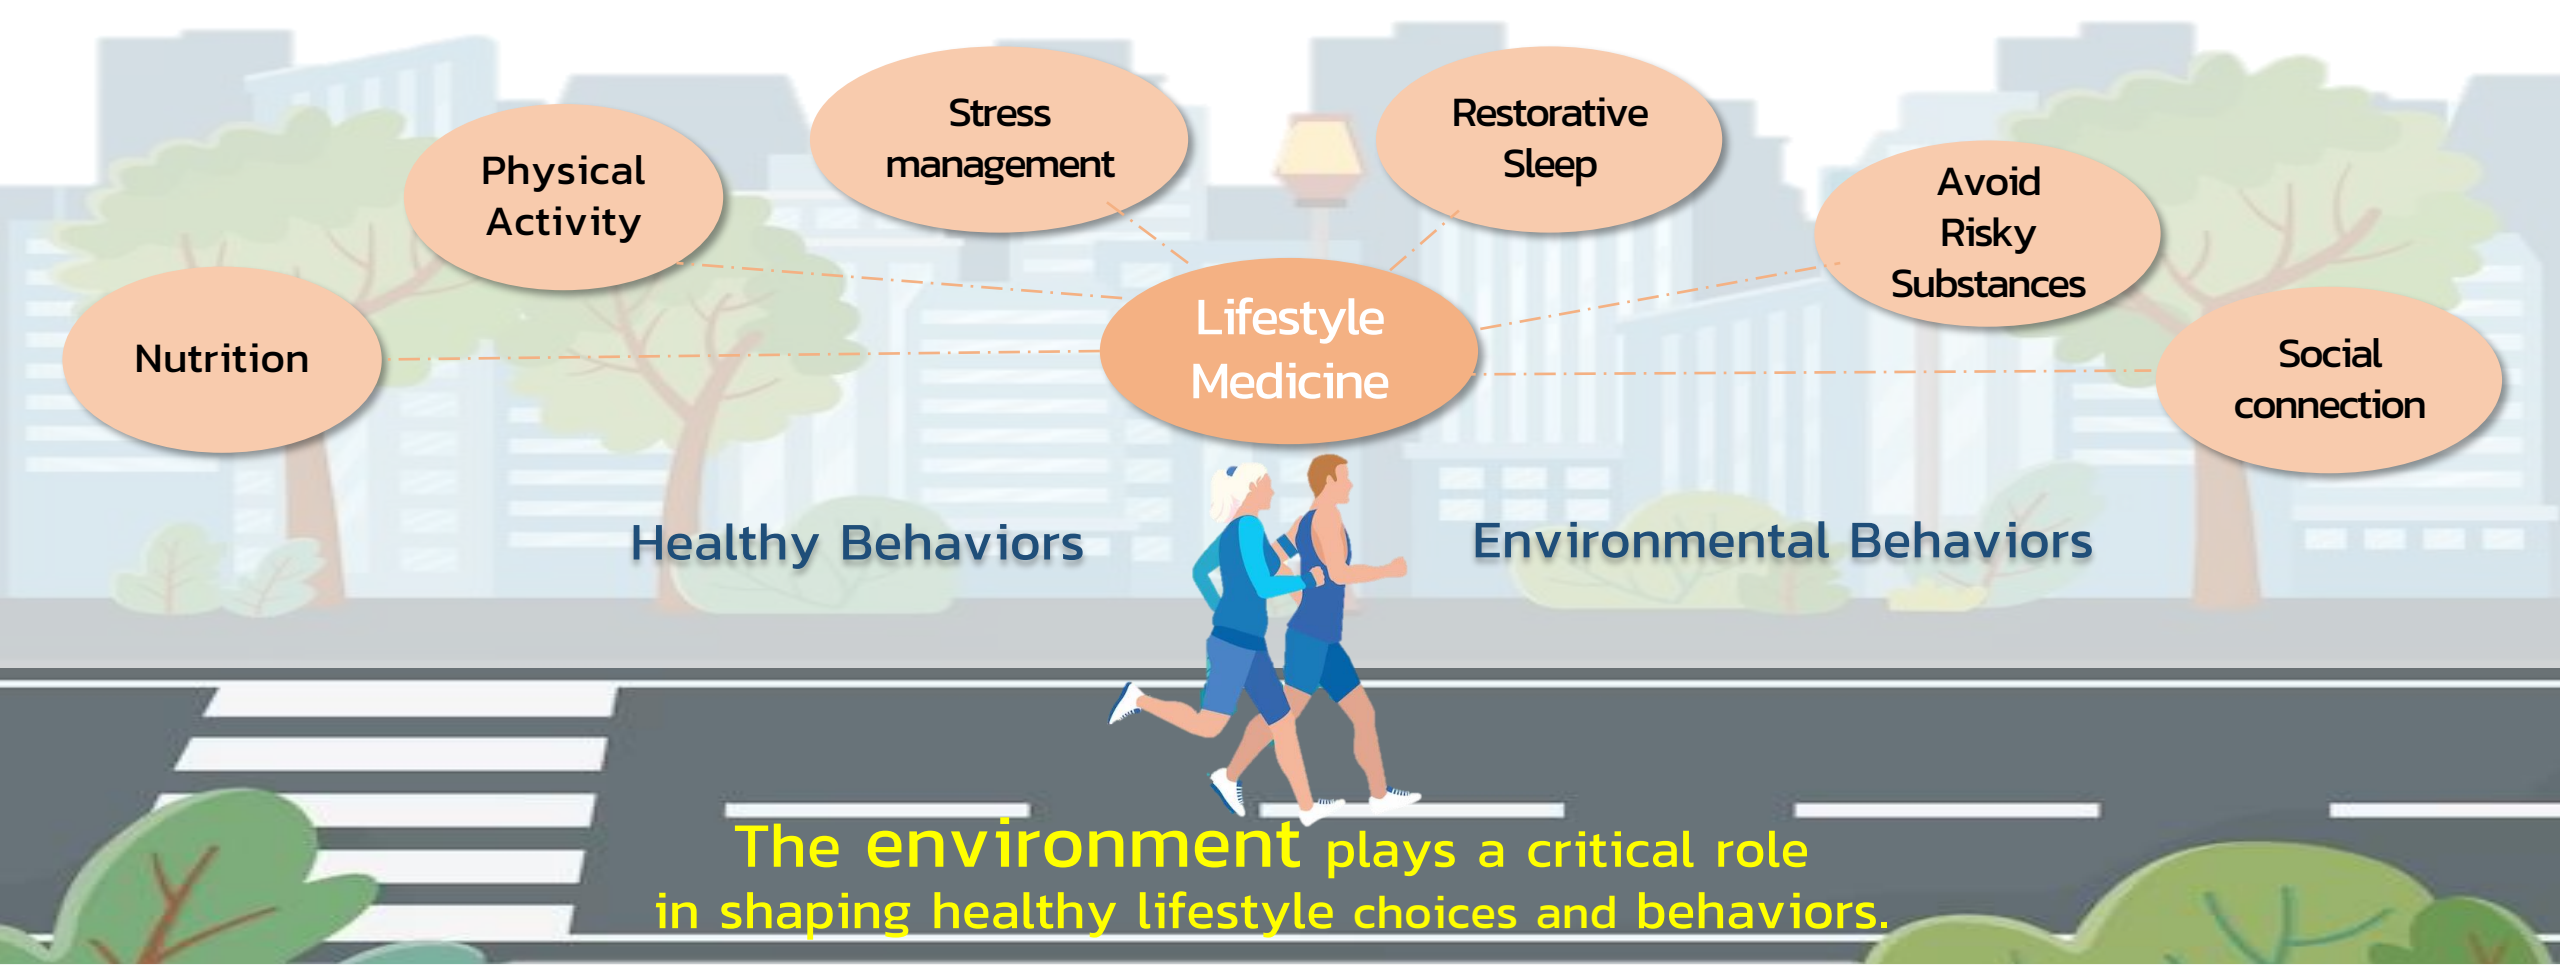 Stress
management
Restorative
Sleep
Physical
Activity
Avoid
Risky
Substances
Nutrition
Lifestyle
Medicine
Social
connection
Healthy Behaviors
Environmental Behaviors
The environment plays a critical role
in shaping healthy lifestyle choices and behaviors.